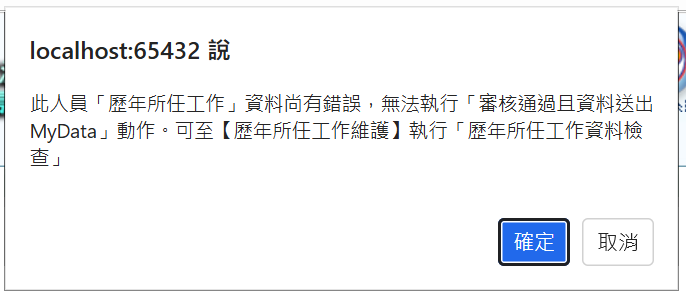 localhost:65432 說
此人員「歷年所任工作」資料尚有錯誤，無法執行「審核通過且資料送出
MyData」動作。可至【歷年所任工作維護】執行「歷年所任工作資料檢
查」
確定
取消